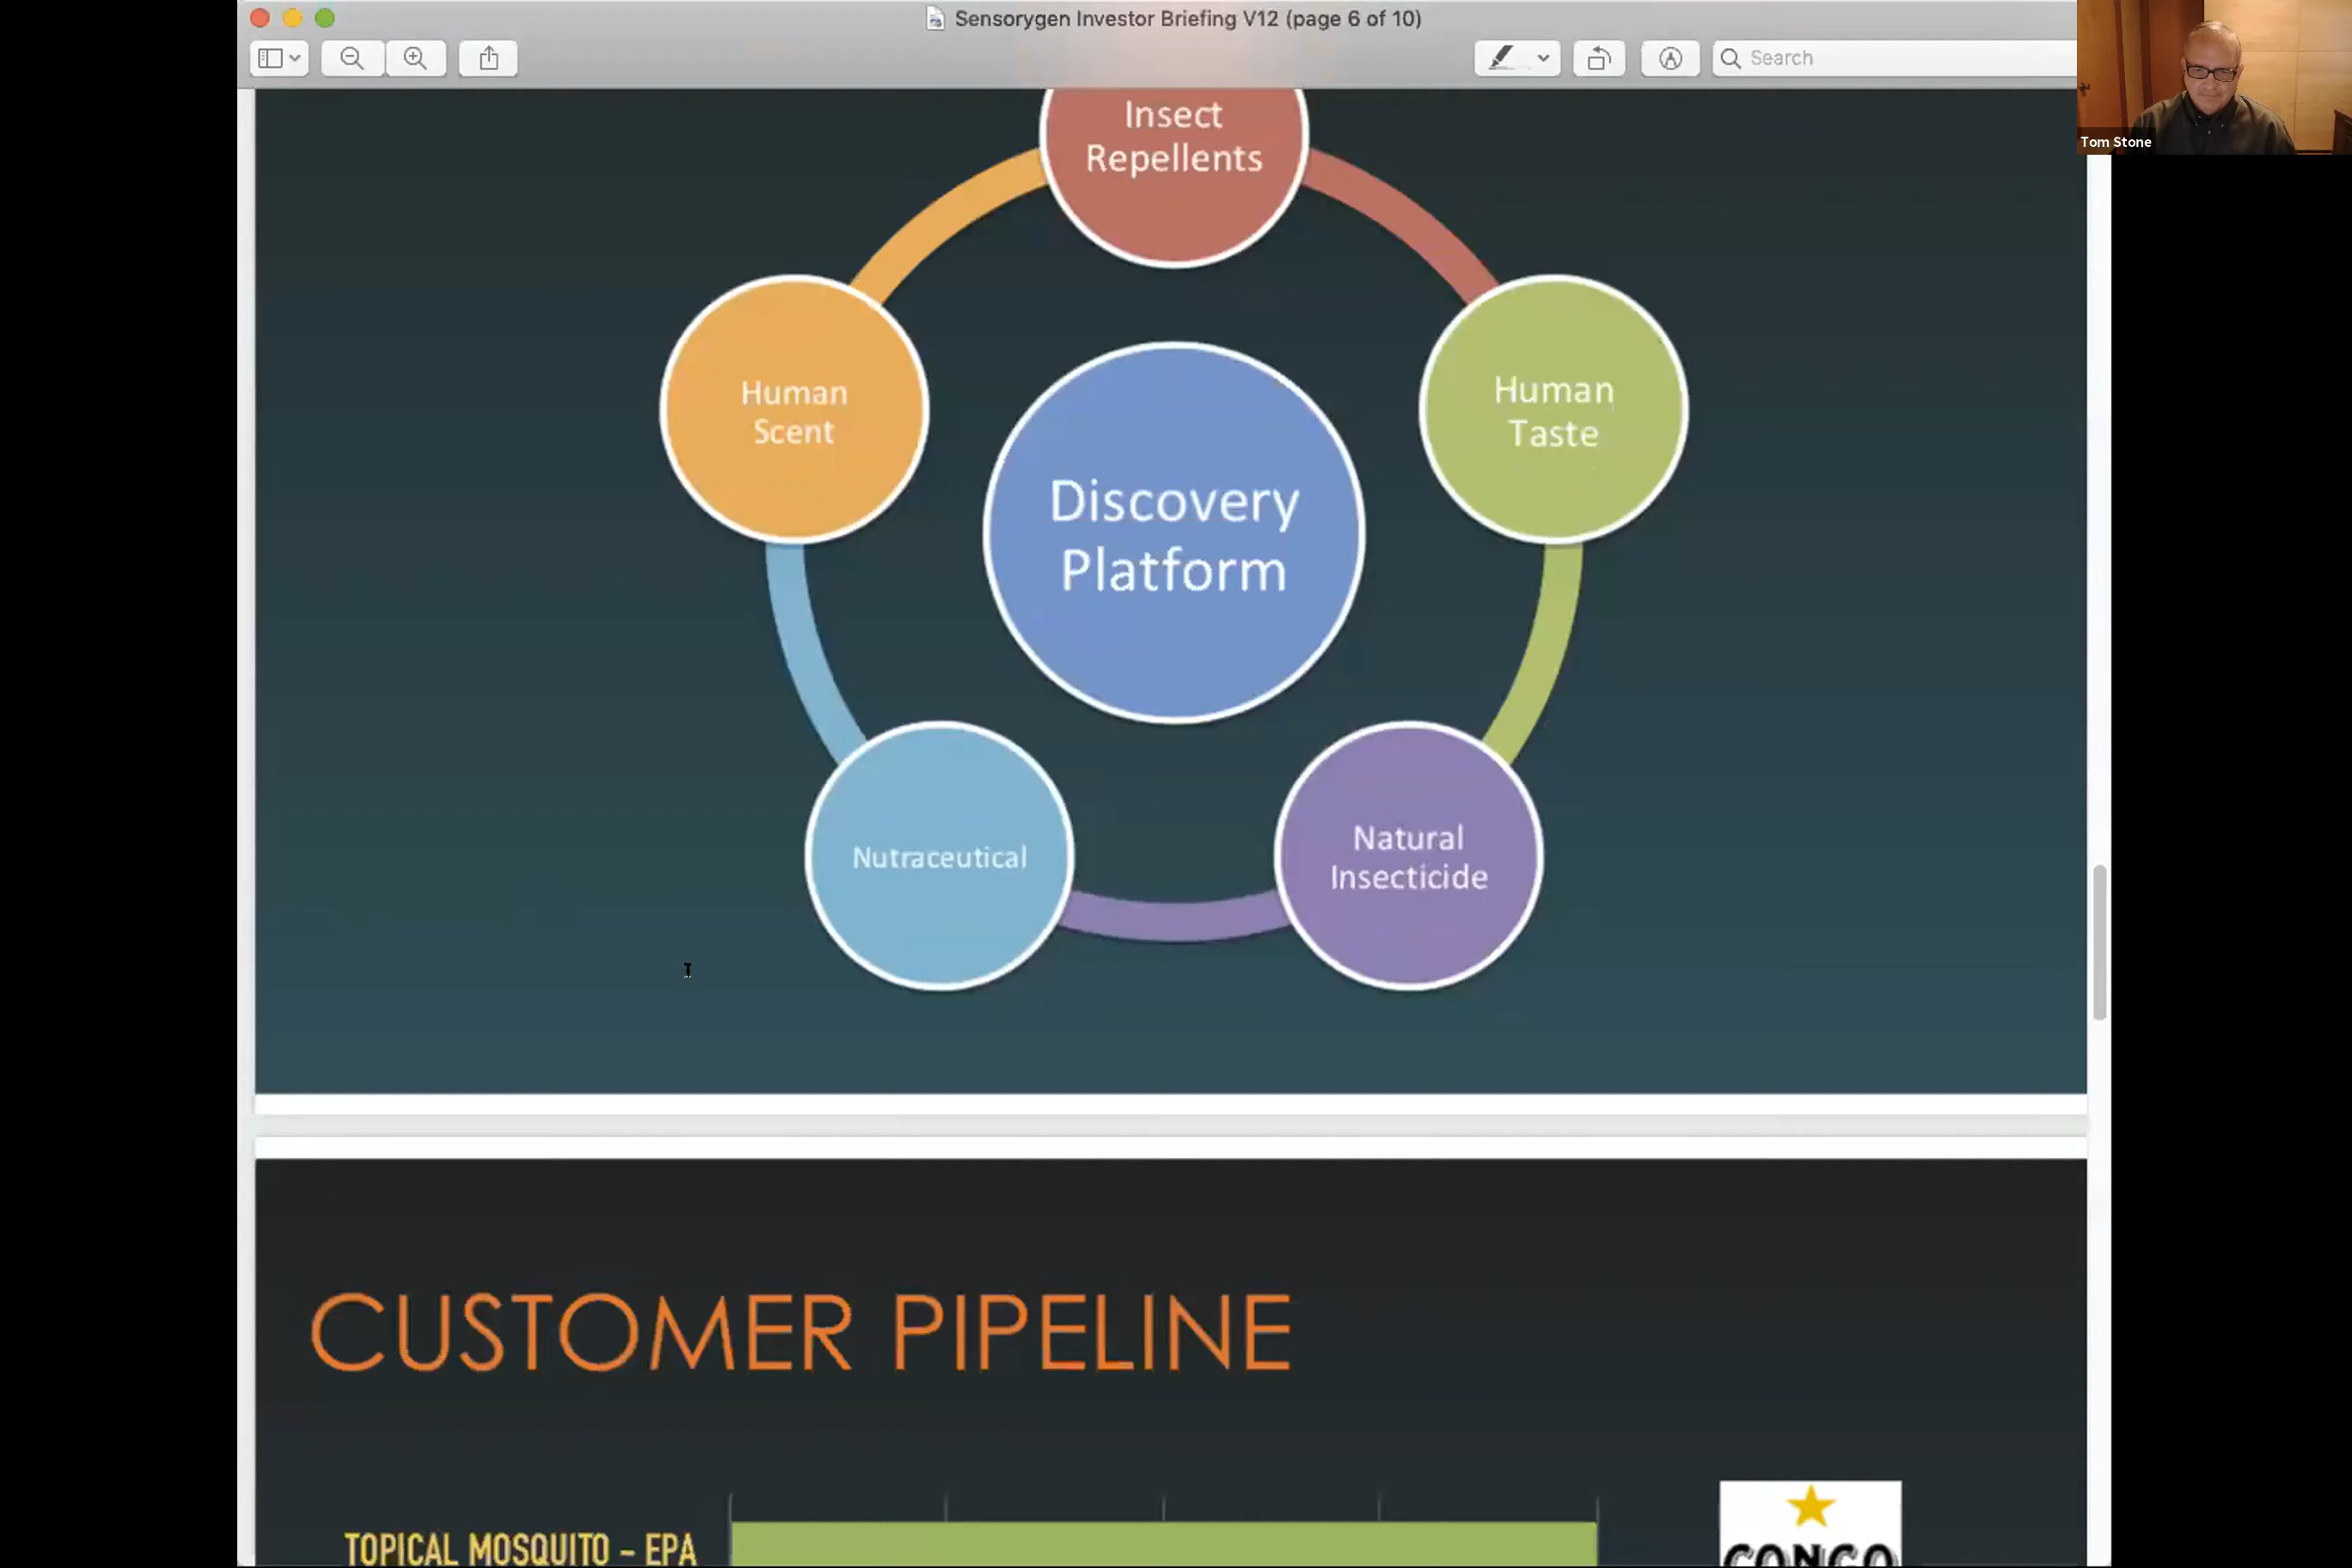 Sensorygen Investor Briefing V12 (page 6 of 10)
Search
Tom Stone
Insect
Repellents
Human
Scent
Human
Taste
Discovery
Platform
Nutraceutical
Natural
Insecticide
CUSTOMER PIPELINE
TOPICAL MOSQUITO - EPA
CONGO